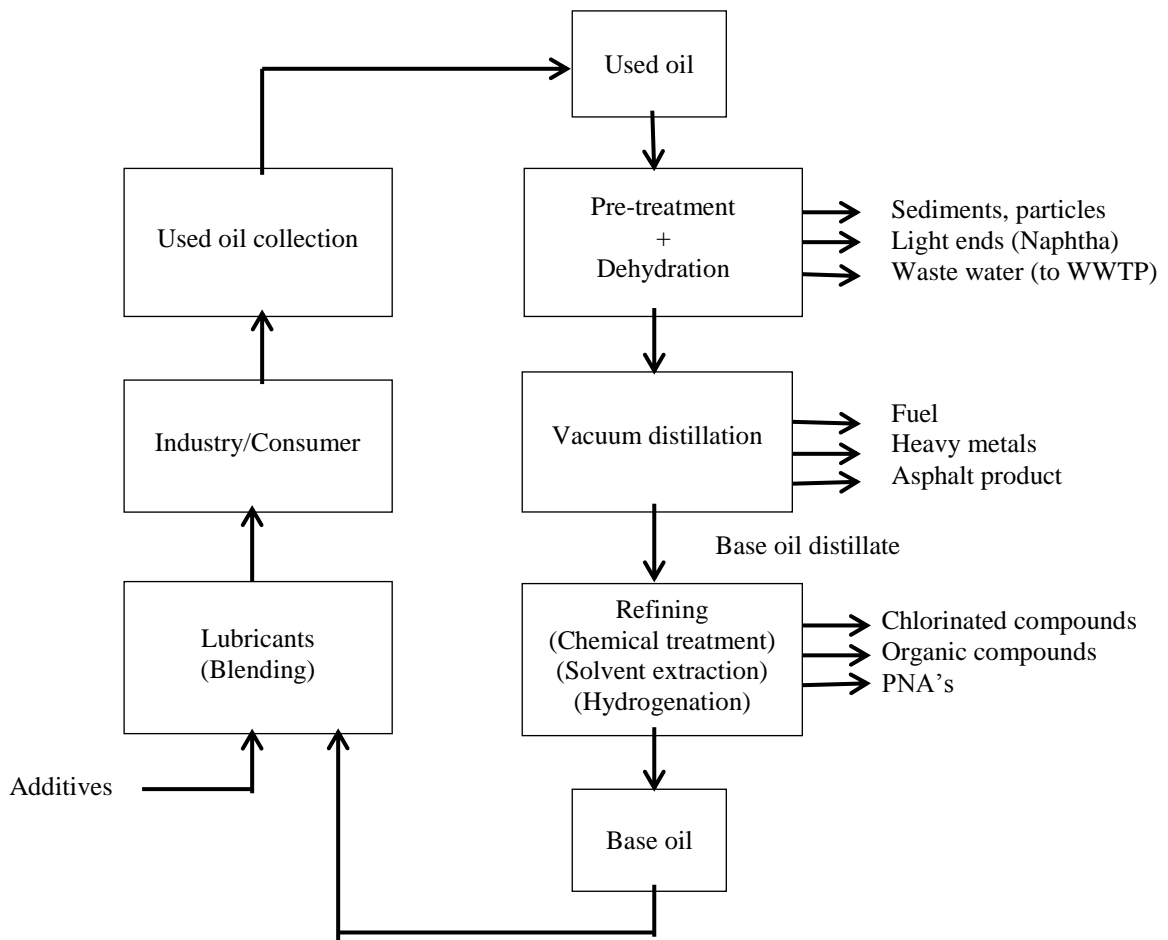 Used oil
Used oil collection
Pre-treatment
+
Dehydration
Sediments, particles
Light ends (Naphtha)
Waste water (to WWTP)
Industry/Consumer
Vacuum distillation
Fuel
Heavy metals
Asphalt product
Base oil distillate
Lubricants
(Blending)
Refining
(Chemical treatment)
(Solvent extraction)
(Hydrogenation)
Chlorinated compounds
Organic compounds
PNA’s
Additives
Base oil